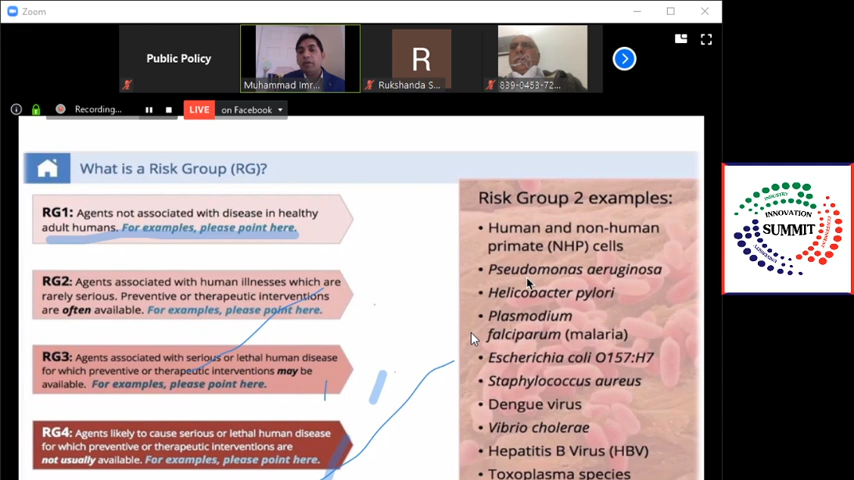 Zoom
Public Policy
Muhammad Imr...
R
Rukshanda S...
839-0453-72...
Recording...
LIVE
on Facebook
What is a Risk Group (RG)?
RG1: Agents not associated with disease in healthy
adult humans. For examples, please point here.
RG2: Agents associated with human illnesses which are
rarely serious. Preventive or therapeutic interventions
are often available. For examples, please point here.
RG3: Agents associated with serious or lethal human disease
for which preventive or therapeutic interventions may be
available. For examples, please point here.
RG4: Agents likely to cause serious or lethal human disease
for which preventive or therapeutic interventions are
not usually available. For examples, please point here.
Risk Group 2 examples:
• Human and non-human
primate (NHP) cells
• Pseudomonas aeruginosa
• Helicobacter pylori
• Plasmodium
falciparum (malaria)
• Escherichia coli O157:H7
• Staphylococcus aureus
• Dengue virus
• Vibrio cholerae
• Hepatitis B Virus (HBV)
• Toxoplasma species
INDUSTRY
INNOVATION
SUMMIT
GOVERNMENT